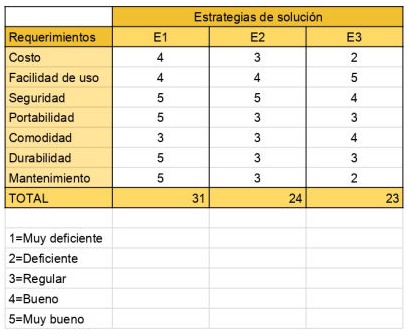 Estrategias de solución
Requerimientos E1 E2 E3
Costo 4 3 2
Facilidad de uso 4 4 5
Seguridad 5 5 4
Portabilidad 5 3 3
Comodidad 3 3 4
Durabilidad 5 3 3
Mantenimiento 5 3 2
TOTAL 31 24 23
1=Muy deficiente
2=Deficiente
3=Regular
4=Bueno
5=Muy bueno